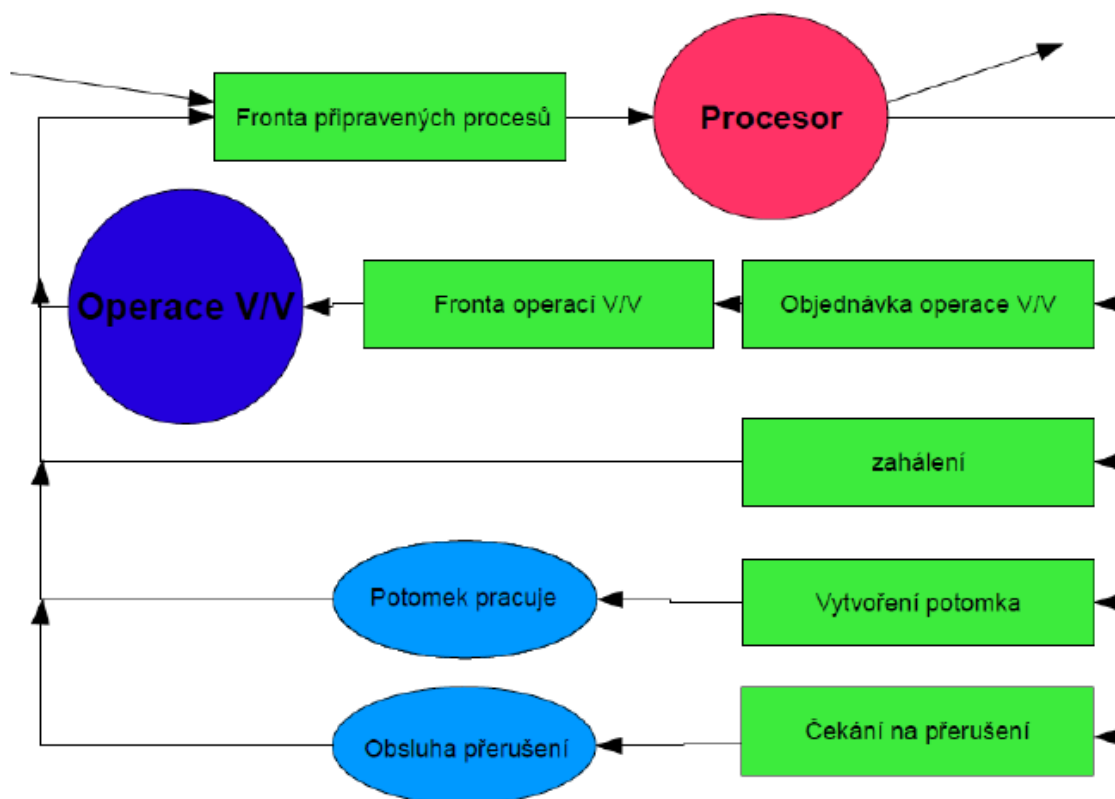 Fronta připravených procesů
Procesor
Operace V/V
Fronta operací V/V
Objednávka operace V/V
zahálení
Potomek pracuje
Vytvoření potomka
Obsluha přerušení
Čekání na přerušení